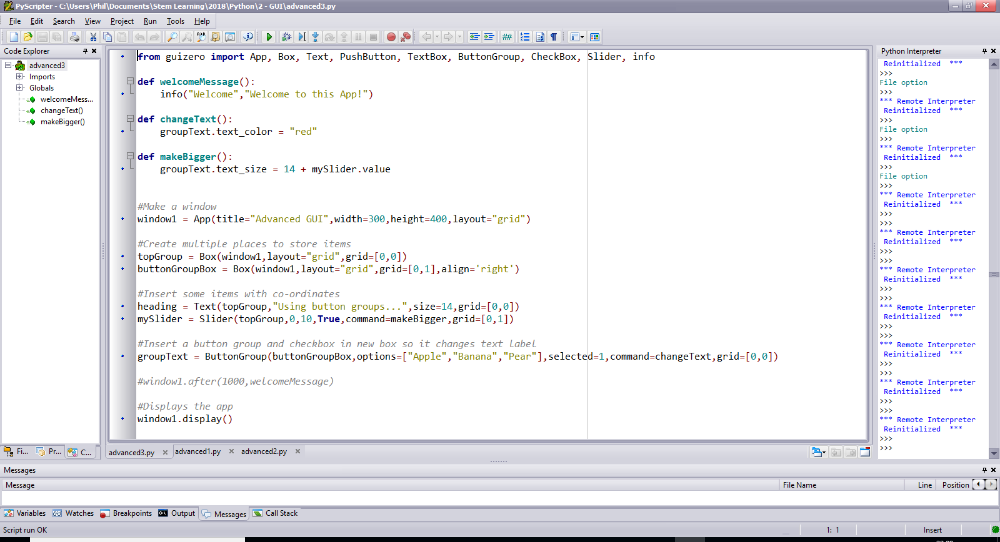 PyScripter - C:\Users\Phil\Documents\Stem Learning\2018\Python\2 - GUI\advanced3.py
File Edit Search View Project Run Tools Help
Code Explorer
advanced3
Imports
Globals
welcomeMess...
changeText()
makeBigger()
Fi... Pr... C...
from guizero import App, Box, Text, PushButton, TextBox, ButtonGroup, CheckBox, Slider, info
def welcomeMessage():
info("Welcome","Welcome to this App!")
def changeText():
groupText.text_color = "red"
def makeBigger():
groupText.text_size = 14 + mySlider.value
#Make a window
window1 = App(title="Advanced GUI",width=300,height=400,layout="grid")
#Create multiple places to store items
topGroup = Box(window1,layout="grid",grid=[0,0])
buttonGroupBox = Box(window1,layout="grid",grid=[0,1],align='right')
#Insert some items with co-ordinates
heading = Text(topGroup,"Using button groups...",size=14,grid=[0,0])
mySlider = Slider(topGroup,0,10,True,command=makeBigger,grid=[0,1])
#Insert a button group and checkbox in new box so it changes text label
groupText = ButtonGroup(buttonGroupBox,options=["Apple","Banana","Pear"],selected=1,command=changeText,grid=[0,0])
#window1.after(1000,welcomeMessage)
#Displays the app
window1.display()
advanced3.py advanced1.py advanced2.py
Python Interpreter
Reinitialized ***
>>>
File option
>>>
*** Remote Interpreter
Reinitialized ***
>>>
File option
>>>
*** Remote Interpreter
Reinitialized ***
>>>
File option
>>>
*** Remote Interpreter
Reinitialized ***
>>>
>>>
*** Remote Interpreter
Reinitialized ***
>>>
>>>
*** Remote Interpreter
Reinitialized ***
>>>
>>>
*** Remote Interpreter
Reinitialized ***
>>>
>>>
*** Remote Interpreter
Reinitialized ***
>>>
>>>
*** Remote Interpreter
Reinitialized ***
>>>
>>>
*** Remote Interpreter
Reinitialized ***
>>>
>>>
Messages
Message File Name Line Position
Variables Watches Breakpoints Output Messages Call Stack
Script run OK 1: 1 Insert